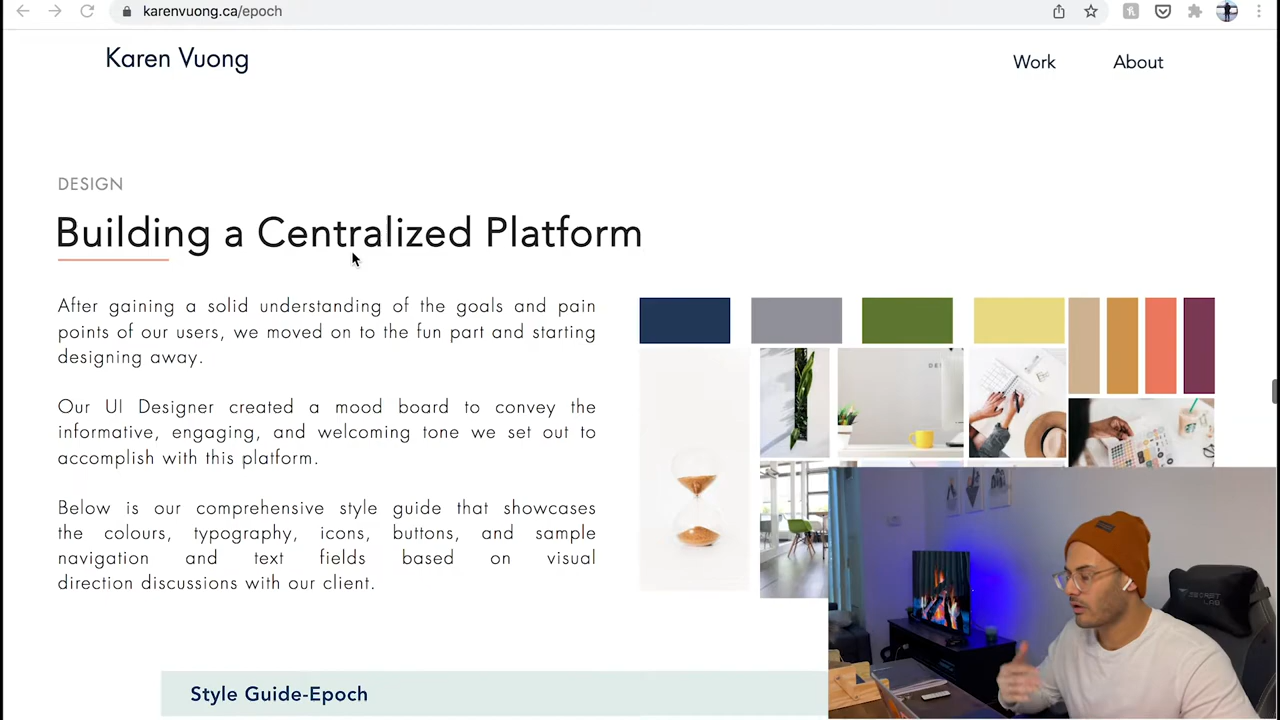 karenvuong.ca/epoch
Karen Vuong
Work
About
DESIGN
Building a Centralized Platform
After gaining a solid understanding of the goals and pain
points of our users, we moved on to the fun part and starting
designing away.
Our UI Designer created a mood board to convey the
informative, engaging, and welcoming tone we set out to
accomplish with this platform.
Below is our comprehensive style guide that showcases
the colours, typography, icons, buttons, and sample
navigation and text fields based on visual
direction discussions with our client.
Style Guide-Epoch
SECRET
LAB